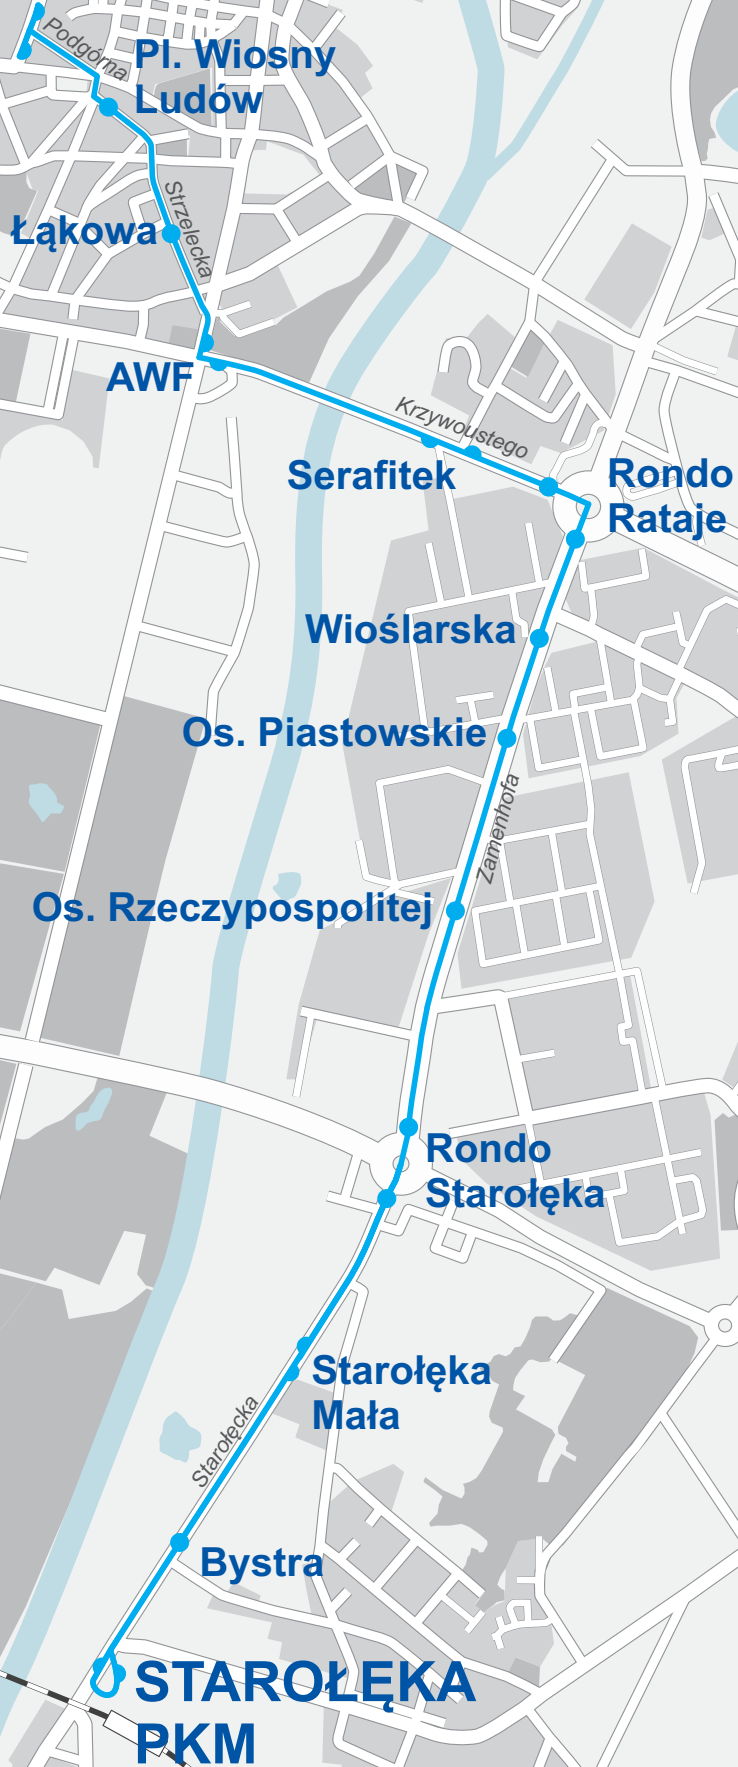 Podgórna
Pl. Wiosny
Ludów
Strzelecka
Łąkowa
AWF
Krzywoustego
Serafitek
Rondo
Rataje
Wioślarska
Os. Piastowskie
Zamenhofa
Os. Rzeczypospolitej
Rondo
Starołęka
Starołęka
Mała
Starołęcka
Bystra
STAROŁĘKA
PKM